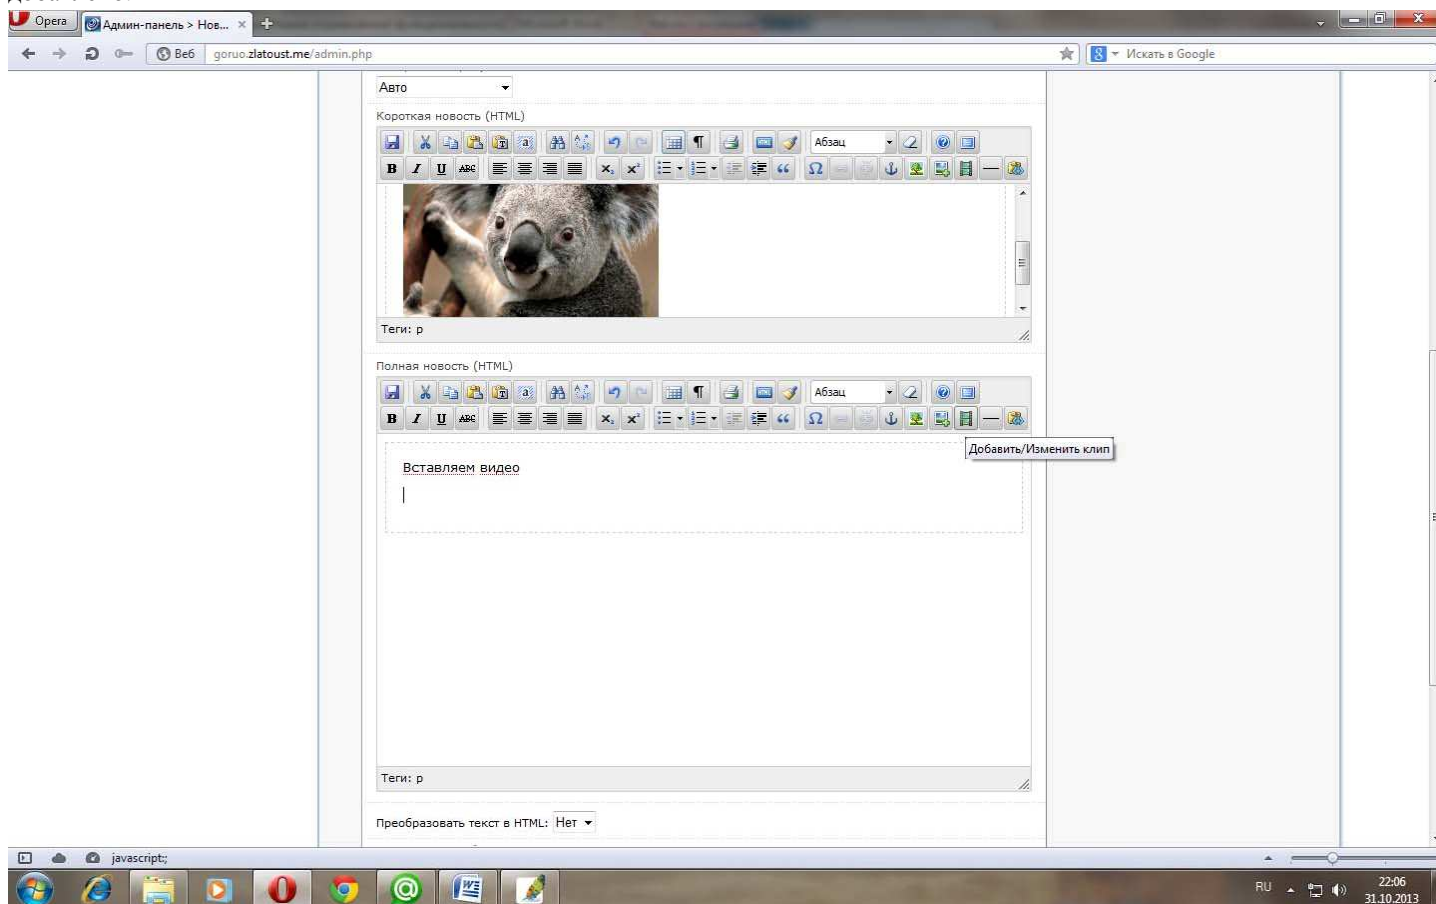 Opera
Админ-панель > Нов...
Веб
goruo.zlatoust.me/admin.php
Искать в Google
Авто
Короткая новость (HTML)
Абзац
B I U ABC
Теги: p
Полная новость (HTML)
Абзац
B I U ABC
Добавить/Изменить клип
Вставляем видео
Теги: p
Преобразовать текст в HTML: Нет
javascript:;
RU
22:06
31.10.2013